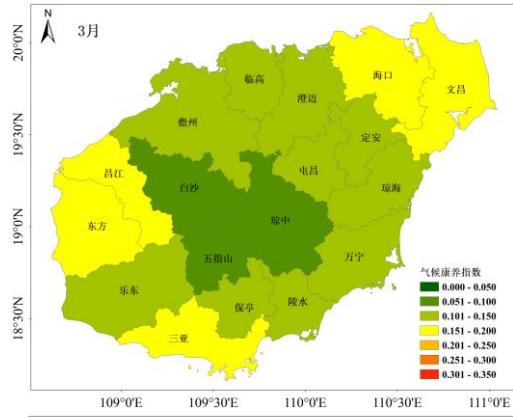 N
3月
20°0'N
19°30'N
19°0'N
18°30'N
临高
澄迈
海口
文昌
儋州
定安
屯昌
琼海
昌江
白沙
琼中
东方
五指山
万宁
乐东
保亭
陵水
三亚
气候康养指数
0.000 - 0.050
0.051 - 0.100
0.101 - 0.150
0.151 - 0.200
0.201 - 0.250
0.251 - 0.300
0.301 - 0.350
109°0'E
109°30'E
110°0'E
110°30'E
111°0'E